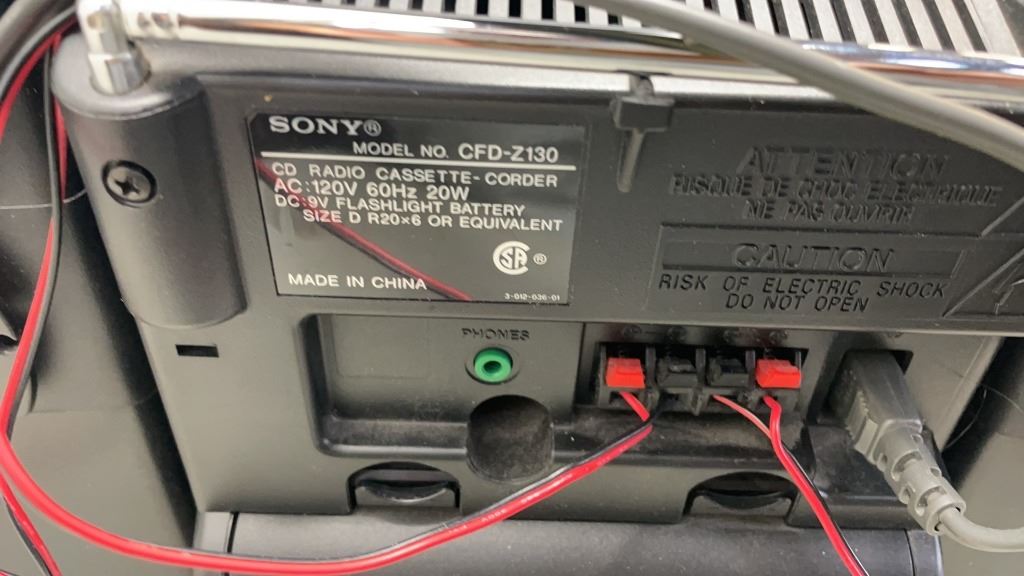 SONY®
MODEL NO. CFD-Z130
CD RADIO CASSETTE-CORDER
AC:120V 60Hz 20W
DC:9V FLASHLIGHT BATTERY
SIZE D R20×6 OR EQUIVALENT
SA ®
MADE IN CHINA
3-012-036-01
ATTENTION
RISQUE DE CHOC ELECTRIQUE
NE PAS OUVRIR
CAUTION
RISK OF ELECTRIC SHOCK
DO NOT OPEN
PHONES